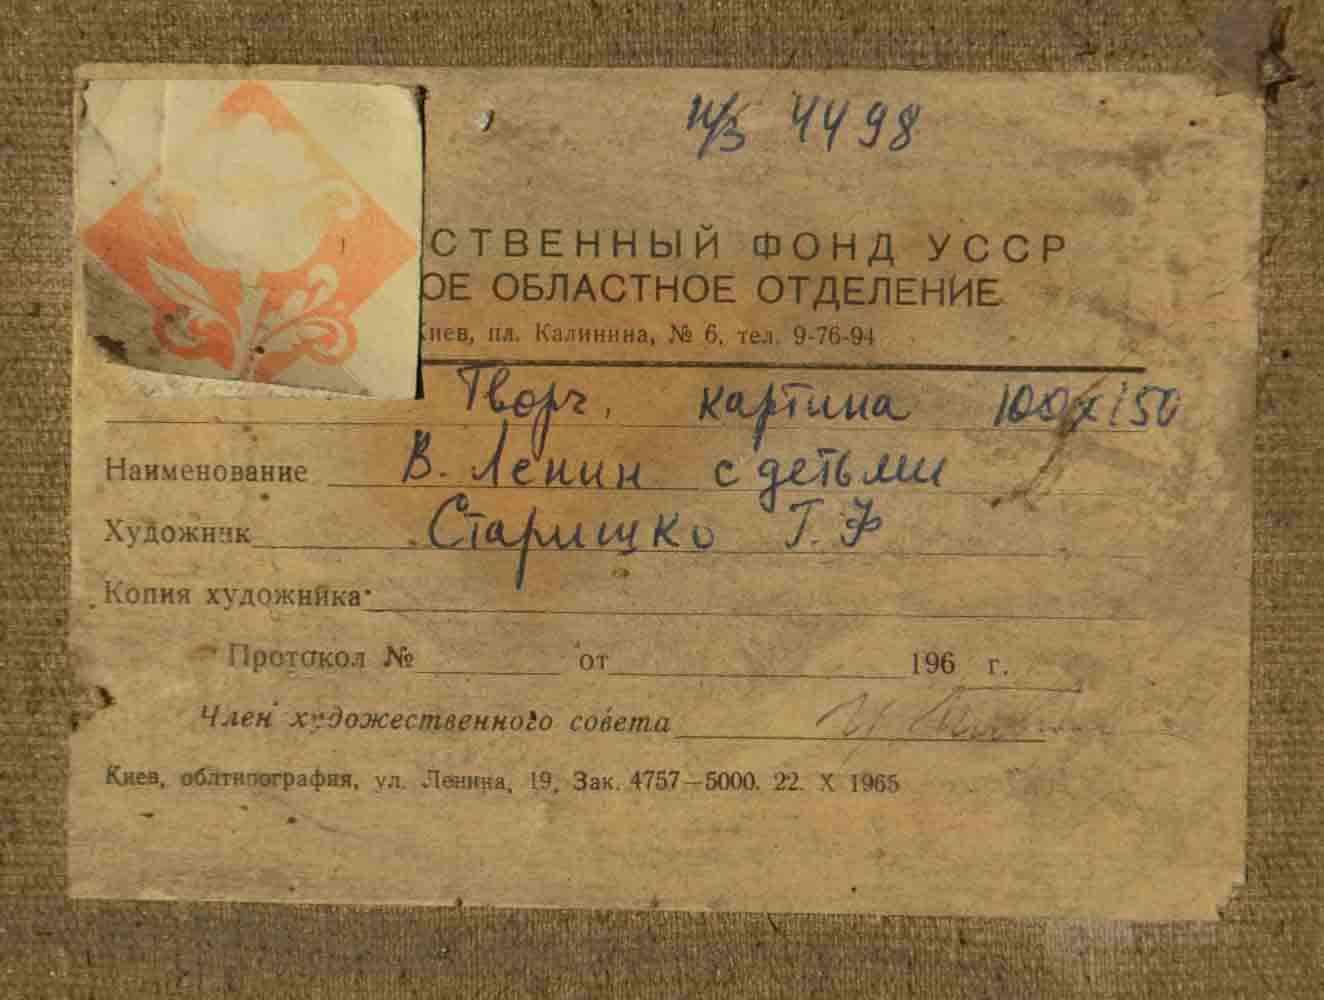 н/з 4498
СТВЕННЫЙ ФОНД УССР
ОЕ ОБЛАСТНОЕ ОТДЕЛЕНИЕ
Киев, пл. Калинина, № 6, тел. 9-76-94
Творч. картина 100х150
Наименование В. Ленин с детьми
Художник Старишко Г. Ф
Копия художника
Протокол № от 196 г.
Член художественного совета
Киев, облтипография, ул. Ленина, 19, Зак. 4757—5000. 22. X 1965